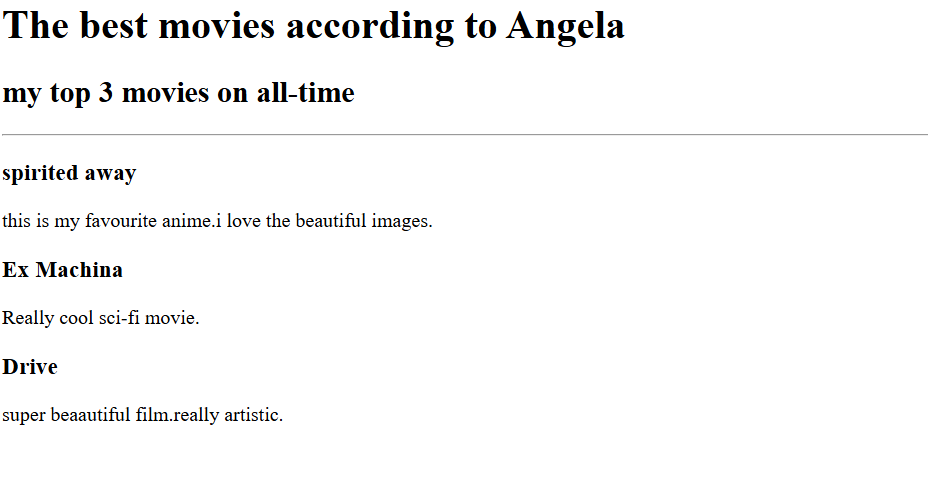 The best movies according to Angela
my top 3 movies on all-time
spirited away
this is my favourite anime.i love the beautiful images.
Ex Machina
Really cool sci-fi movie.
Drive
super beaautiful film.really artistic.